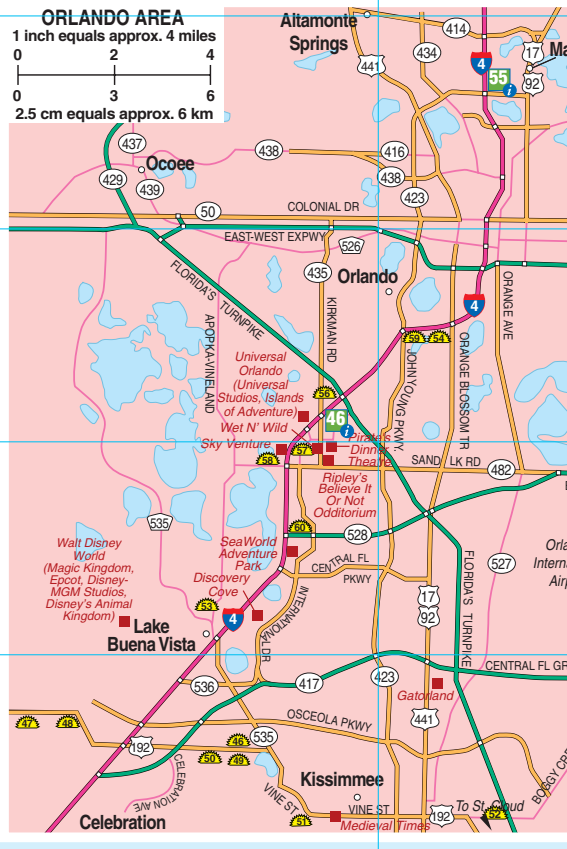 ORLANDO AREA
1 inch equals approx. 4 miles
0 2 4
0 3 6
2.5 cm equals approx. 6 km
Altamonte
Springs
414
434
441
4
55
i
17
92
Ma
437
Ocoee
438
416
429
439
438
423
50
COLONIAL DR
EAST-WEST EXPWY
526
435
Orlando
FLORIDA'S TURNPIKE
APOPKA-VINELAND
KIRKMAN RD
4
ORANGE AVE
59
54
JOHN YOUNG PKWY.
ORANGE BLOSSOM TR
Universal
Orlando
(Universal
Studios, Islands
of Adventure)
Wet N' Wild
Sky Venture
56
46
i
Pirate's
Dinner
Theatre
58
57
SAND LK RD
482
Ripley's
Believe It
Or Not
Odditorium
535
60
528
Walt Disney
World
(Magic Kingdom,
Epcot, Disney-
MGM Studios,
Disney's Animal
Kingdom)
SeaWorld
Adventure
Park
Discovery
Cove
CENTRAL FL
PKWY
Orla
Interna
Airp
527
53
4
INTERNATIONAL DR
17
92
FLORIDA'S TURNPIKE
Lake
Buena Vista
536
417
423
CENTRAL FL GR
Gatorland
441
47
48
OSCEOLA PKWY
192
46
535
50
49
CELEBRATION AVE
Kissimmee
VINE ST
VINE ST
51
Medieval Times
192
To St. Cloud
52
BOGGY CRE
Celebration